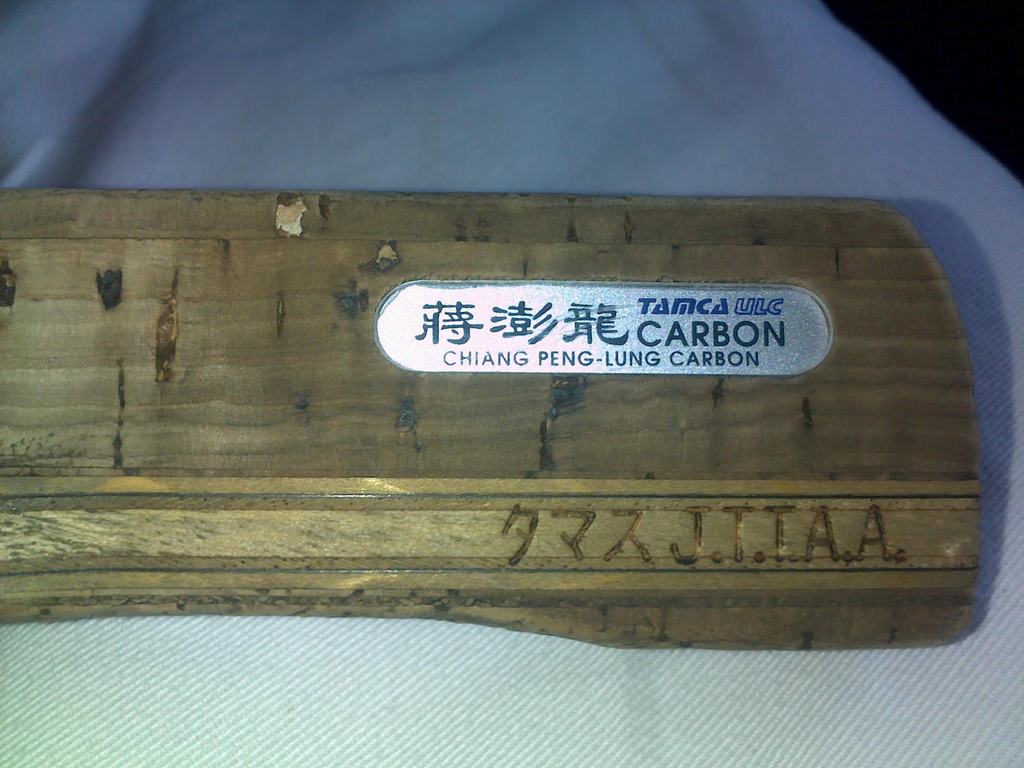 蔣澎龍 TAMCA ULC
CARBON
CHIANG PENG-LUNG CARBON
タマス J.T.T.A.A.